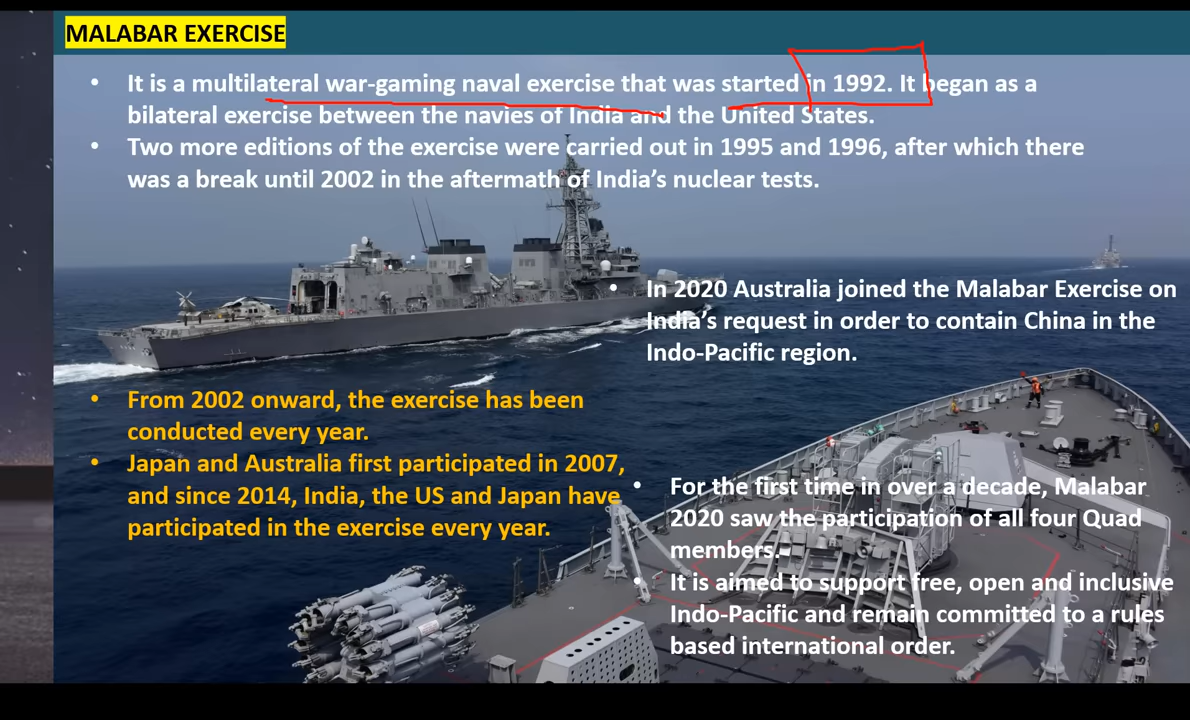 MALABAR EXERCISE
• It is a multilateral war-gaming naval exercise that was started in 1992. It began as a
bilateral exercise between the navies of India and the United States.
• Two more editions of the exercise were carried out in 1995 and 1996, after which there
was a break until 2002 in the aftermath of India’s nuclear tests.
• In 2020 Australia joined the Malabar Exercise on
India’s request in order to contain China in the
Indo-Pacific region.
• From 2002 onward, the exercise has been
conducted every year.
• Japan and Australia first participated in 2007,
and since 2014, India, the US and Japan have
participated in the exercise every year.
• For the first time in over a decade, Malabar
2020 saw the participation of all four Quad
members.
• It is aimed to support free, open and inclusive
Indo-Pacific and remain committed to a rules
based international order.